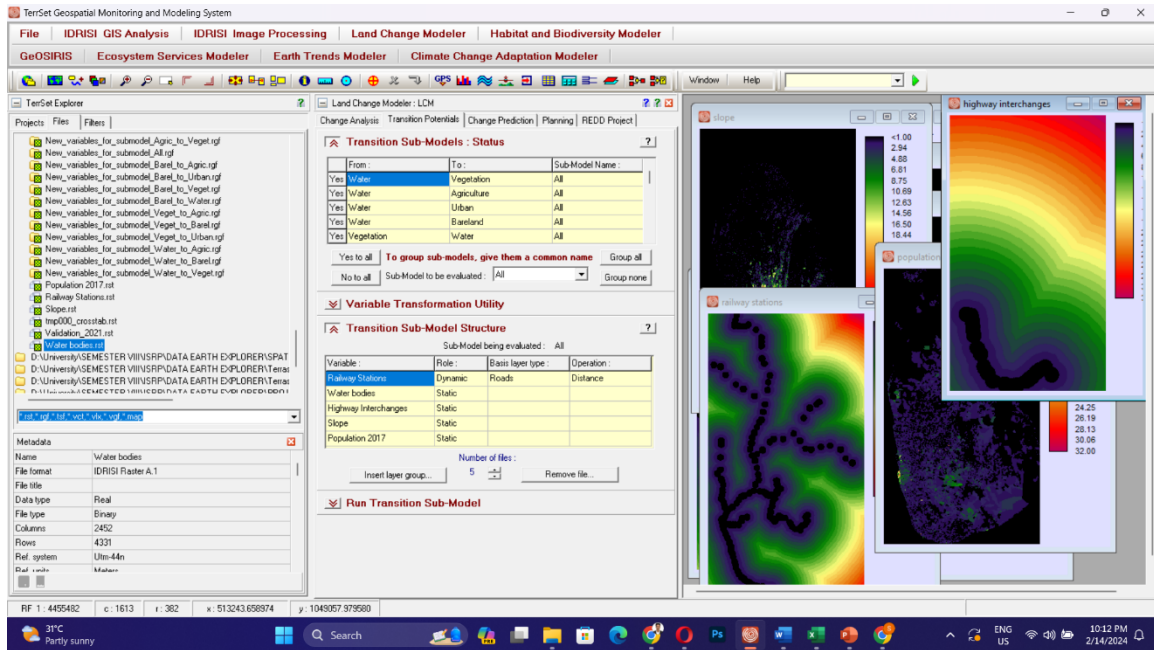 TerrSet Geospatial Monitoring and Modeling System
File IDRISI GIS Analysis IDRISI Image Processing Land Change Modeler Habitat and Biodiversity Modeler
GeOSIRIS Ecosystem Services Modeler Earth Trends Modeler Climate Change Adaptation Modeler
GPS Window Help
TerrSet Explorer
Projects Files Filters
New_variables_for_submodel_Agric_to_Veget.rgf
New_variables_for_submodel_All.rgf
New_variables_for_submodel_Barel_to_Agric.rgf
New_variables_for_submodel_Barel_to_Urban.rgf
New_variables_for_submodel_Barel_to_Veget.rgf
New_variables_for_submodel_Barel_to_Water.rgf
New_variables_for_submodel_Veget_to_Agric.rgf
New_variables_for_submodel_Veget_to_Barel.rgf
New_variables_for_submodel_Veget_to_Urban.rgf
New_variables_for_submodel_Water_to_Agric.rgf
New_variables_for_submodel_Water_to_Barel.rgf
New_variables_for_submodel_Water_to_Veget.rgf
Population 2017.rst
Railway Stations.rst
Slope.rst
tmp000_crosstab.rst
Validation_2021.rst
Water bodies.rst
D:\University\SEMESTER VIII\ISRP\DATA EARTH EXPLORER\SPAT
D:\University\SEMESTER VIII\ISRP\DATA EARTH EXPLORER\Terras
D:\University\SEMESTER VIII\ISRP\DATA EARTH EXPLORER\Terras
D:\University\SEMESTER VIII\ISRP\DATA EARTH EXPLORER\PRO1
*.rst,*.rgf,*.tsf,*.vct,*.vlx,*.vgf,*.map
Metadata
Name Water bodies
File format IDRISI Raster A.1
File title
Data type Real
File type Binary
Columns 2452
Rows 4331
Ref. system Utm-44n
Ref. units Meters
Land Change Modeler : LCM
Change Analysis Transition Potentials Change Prediction Planning REDD Project
Transition Sub-Models : Status ?
From : To : Sub-Model Name :
Yes Water Vegetation All
Yes Water Agriculture All
Yes Water Urban All
Yes Water Bareland All
Yes Vegetation Water All
Yes to all To group sub-models, give them a common name Group all
No to all Sub-Model to be evaluated : All Group none
Variable Transformation Utility
Transition Sub-Model Structure ?
Sub-Model being evaluated : All
Variable : Role : Basis layer type : Operation :
Railway Stations Dynamic Roads Distance
Water bodies Static
Highway Interchanges Static
Slope Static
Population 2017 Static
Number of files :
Insert layer group... 5 Remove file...
Run Transition Sub-Model
slope
<1.00
2.94
4.88
6.81
8.75
10.69
12.63
14.56
16.50
18.44
highway interchanges
population
24.25
26.19
28.13
30.06
32.00
railway stations
RF 1 : 4455482 c : 1613 r : 382 x : 513243.658974 y : 1049057.979580
31°C
Partly sunny
Search
ENG
US
10:12 PM
2/14/2024